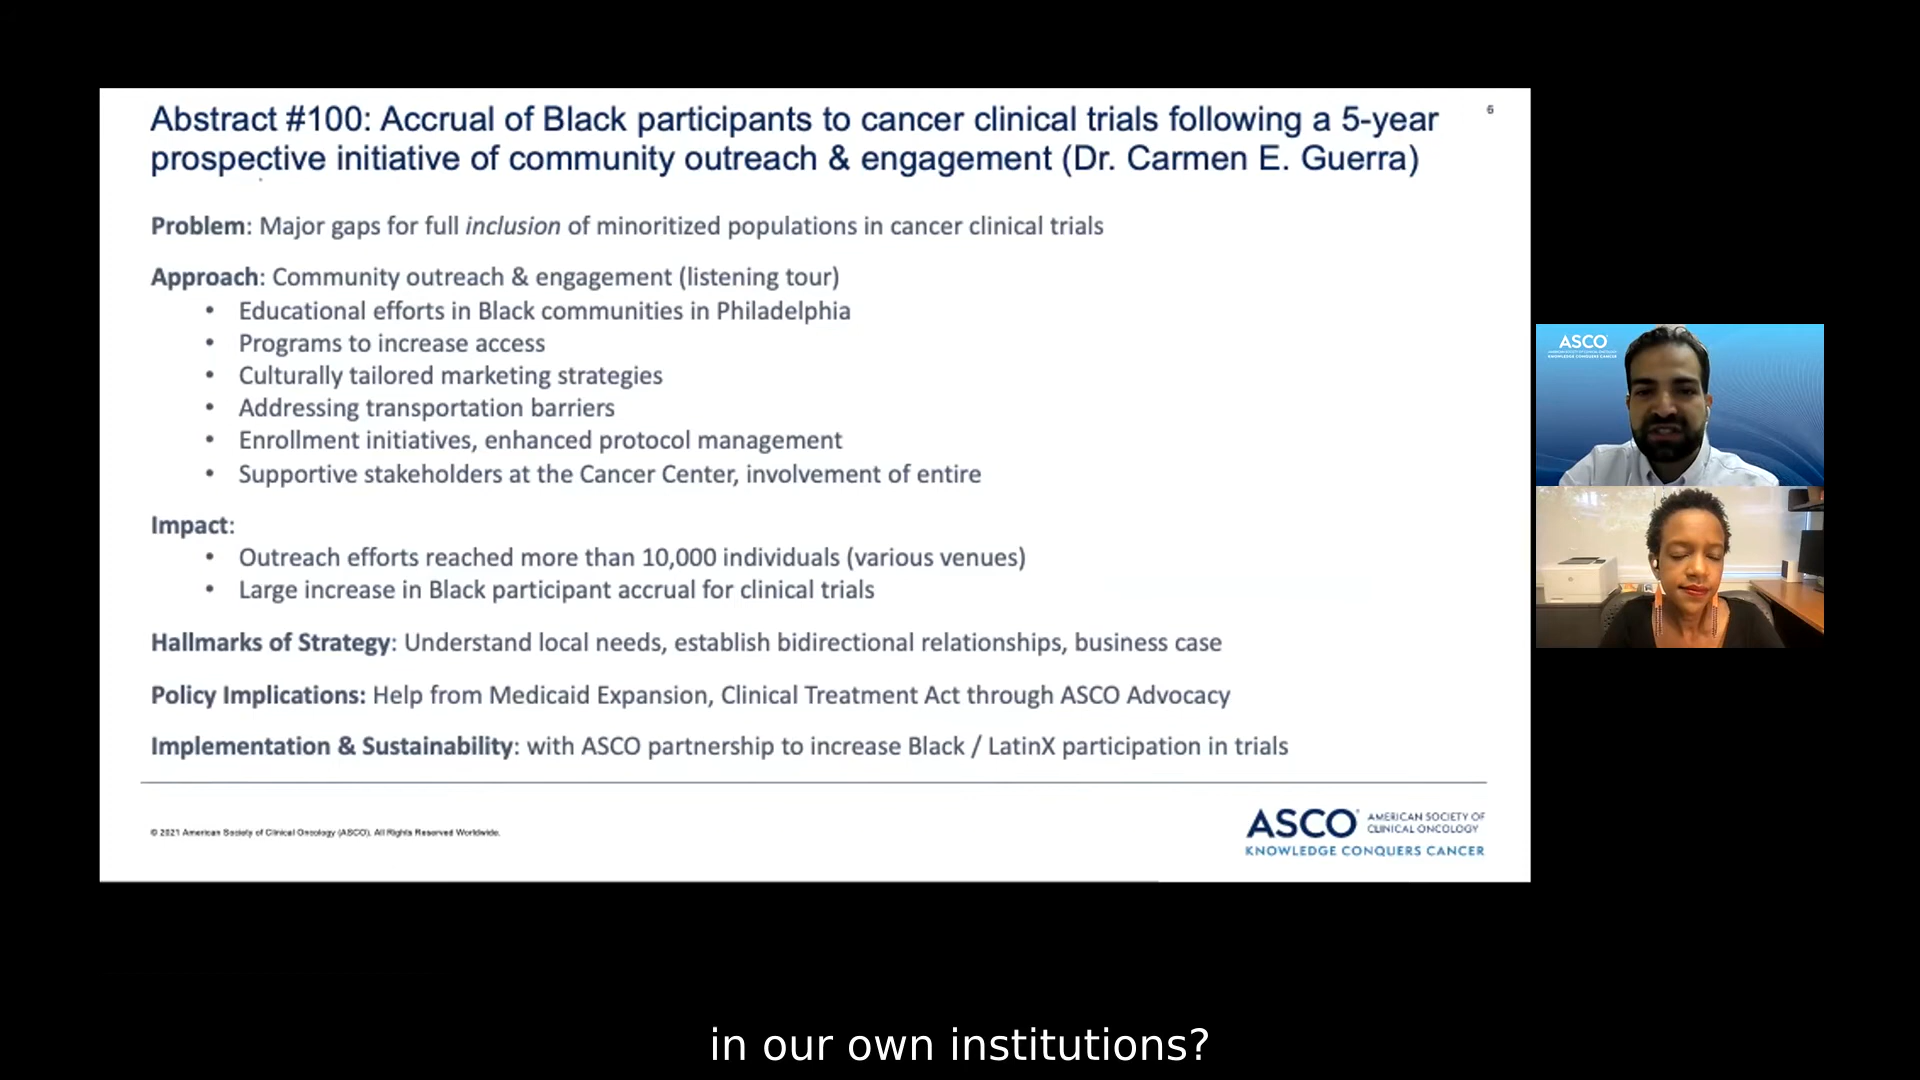 Abstract #100: Accrual of Black participants to cancer clinical trials following a 5-year
prospective initiative of community outreach & engagement (Dr. Carmen E. Guerra)
6
Problem: Major gaps for full inclusion of minoritized populations in cancer clinical trials
Approach: Community outreach & engagement (listening tour)
• Educational efforts in Black communities in Philadelphia
• Programs to increase access
• Culturally tailored marketing strategies
• Addressing transportation barriers
• Enrollment initiatives, enhanced protocol management
• Supportive stakeholders at the Cancer Center, involvement of entire
Impact:
• Outreach efforts reached more than 10,000 individuals (various venues)
• Large increase in Black participant accrual for clinical trials
Hallmarks of Strategy: Understand local needs, establish bidirectional relationships, business case
Policy Implications: Help from Medicaid Expansion, Clinical Treatment Act through ASCO Advocacy
Implementation & Sustainability: with ASCO partnership to increase Black / LatinX participation in trials
© 2021 American Society of Clinical Oncology (ASCO). All Rights Reserved Worldwide.
ASCO® AMERICAN SOCIETY OF
CLINICAL ONCOLOGY
KNOWLEDGE CONQUERS CANCER
ASCO
KNOWLEDGE CONQUERS CANCER
in our own institutions?